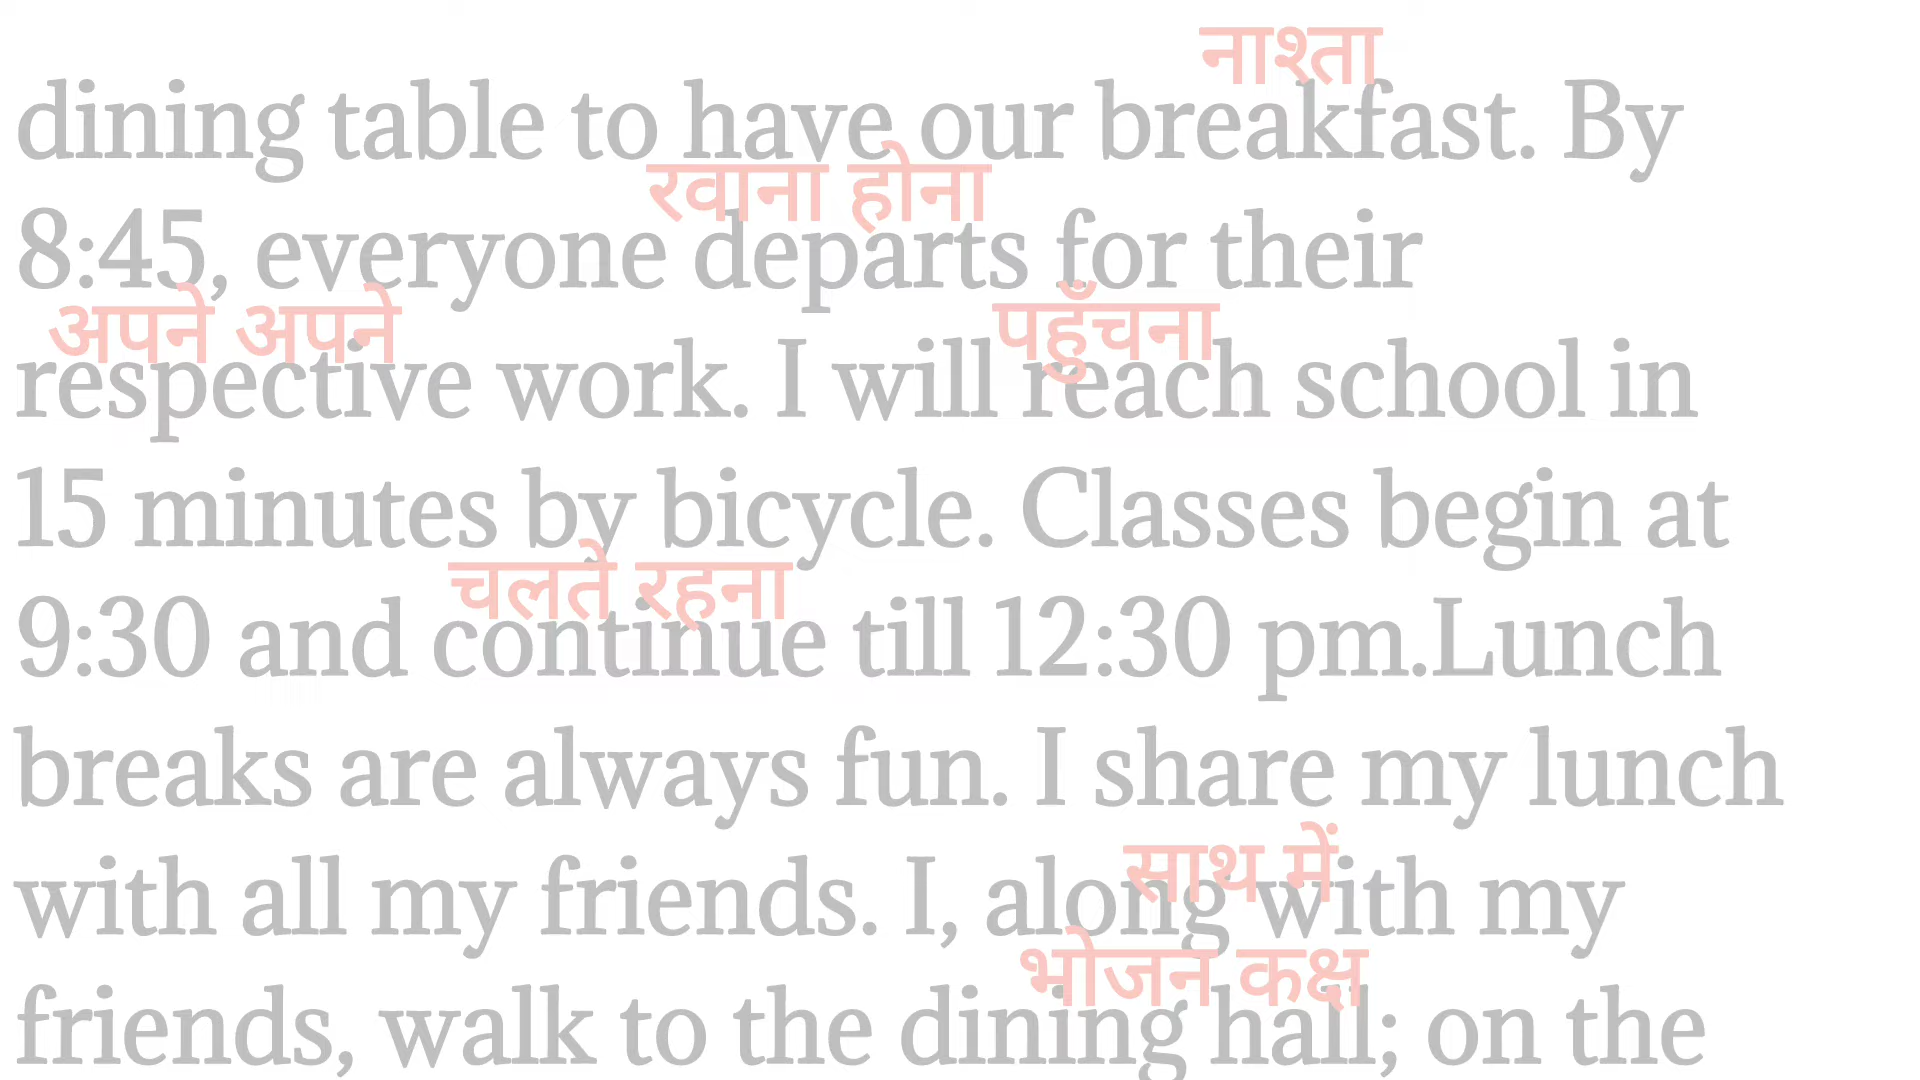 नाश्ता
dining table to have our breakfast. By
रवाना होना
8:45, everyone departs for their
अपने अपने पहुँचना
respective work. I will reach school in
15 minutes by bicycle. Classes begin at
चलते रहना
9:30 and continue till 12:30 pm.Lunch
breaks are always fun. I share my lunch
साथ में
with all my friends. I, along with my
भोजन कक्ष
friends, walk to the dining hall; on the